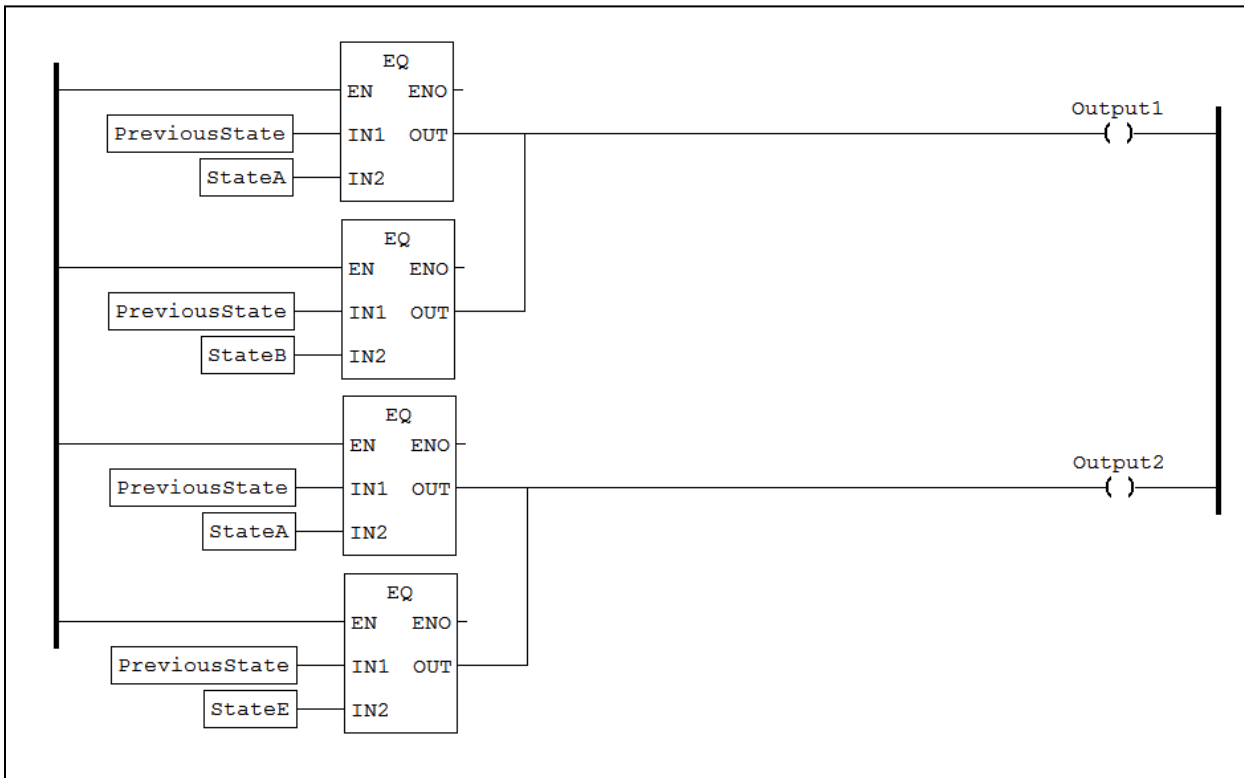 EQ
EN ENO
Output1
PreviousState IN1 OUT
StateA IN2
EQ
EN ENO
PreviousState IN1 OUT
StateB IN2
EQ
EN ENO
Output2
PreviousState IN1 OUT
StateA IN2
EQ
EN ENO
PreviousState IN1 OUT
StateE IN2